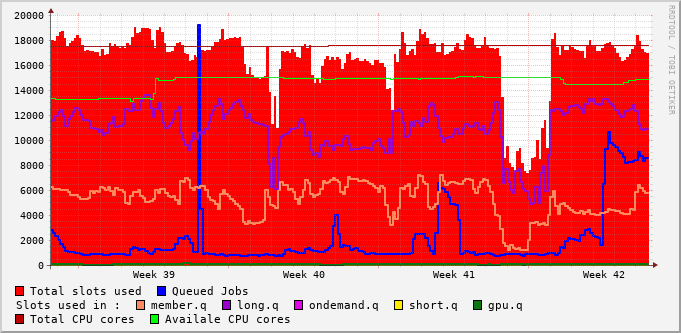 20000
18000
16000
14000
12000
10000
8000
6000
4000
2000
0
Week 39 Week 40 Week 41 Week 42
Total slots used Queued Jobs
Slots used in : member.q long.q ondemand.q short.q gpu.q
Total CPU cores Availale CPU cores
RRDTOOL / TOBI OETIKER